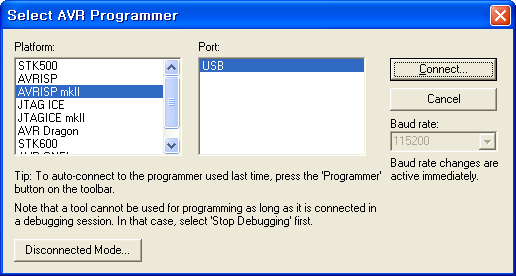 Select AVR Programmer
Platform:
Port:
STK500
AVRISP
AVRISP mkII
JTAG ICE
JTAGICE mkII
AVR Dragon
STK600
USB
Connect...
Cancel
Baud rate:
115200
Baud rate changes are
active immediately.
Tip: To auto-connect to the programmer used last time, press the 'Programmer'
button on the toolbar.
Note that a tool cannot be used for programming as long as it is connected in
a debugging session. In that case, select 'Stop Debugging' first.
Disconnected Mode...